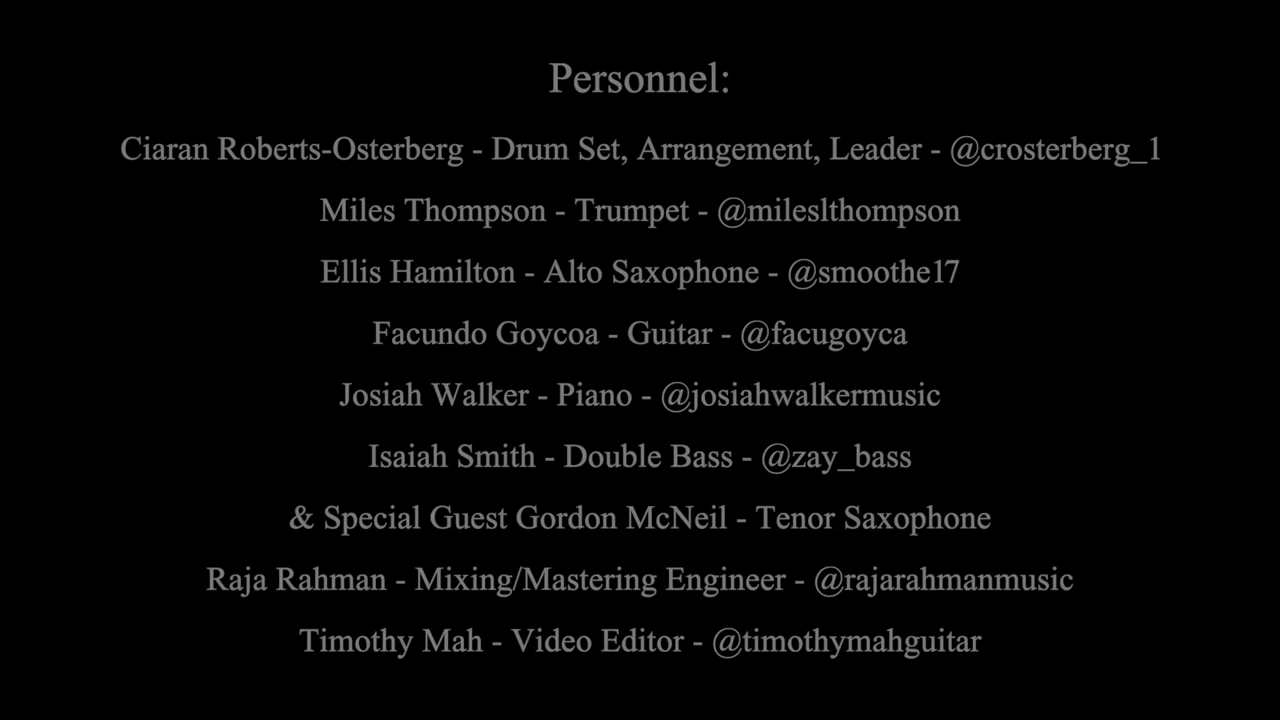 Personnel:
Ciaran Roberts-Osterberg - Drum Set, Arrangement, Leader - @crosterberg_1
Miles Thompson - Trumpet - @mileslthompson
Ellis Hamilton - Alto Saxophone - @smoothe17
Facundo Goycoa - Guitar - @facugoyca
Josiah Walker - Piano - @josiahwalkermusic
Isaiah Smith - Double Bass - @zay_bass
& Special Guest Gordon McNeil - Tenor Saxophone
Raja Rahman - Mixing/Mastering Engineer - @rajarahmanmusic
Timothy Mah - Video Editor - @timothymahguitar